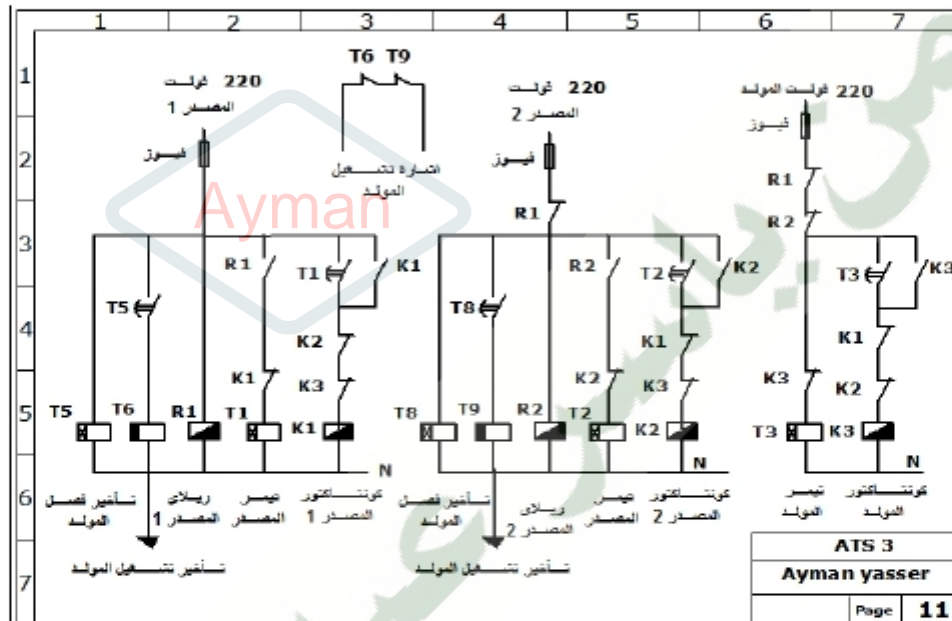 1 2 3 4 5 6 7
1
2
3
4
5
6
7
T6 T9
220 فولت
المصدر 1
فيوز
اشارة تشغيل
المولد
220 فولت
المصدر 2
فيوز
220 فولت المولد
فيوز
R1
R2
R1
R1
T1
K1
T5
K2
K1
K3
T5
T6
R1
T1
K1
N
R2
T2
K2
T8
K1
K2
K3
T8
T9
R2
T2
K2
N
T3
K3
K1
K3
K2
T3
K3
N
تأخير فصل
المولد
ريلاي
المصدر 1
تيمر
المصدر
كونتاكتور
المصدر 1
تأخير تشغيل المولد
تأخير فصل
المولد
ريلاي
المصدر 2
تيمر
المصدر
كونتاكتور
المصدر 2
تأخير تشغيل المولد
تيمر
المولد
كونتاكتور
المولد
ATS 3
Ayman yasser
Page 11
Ayman